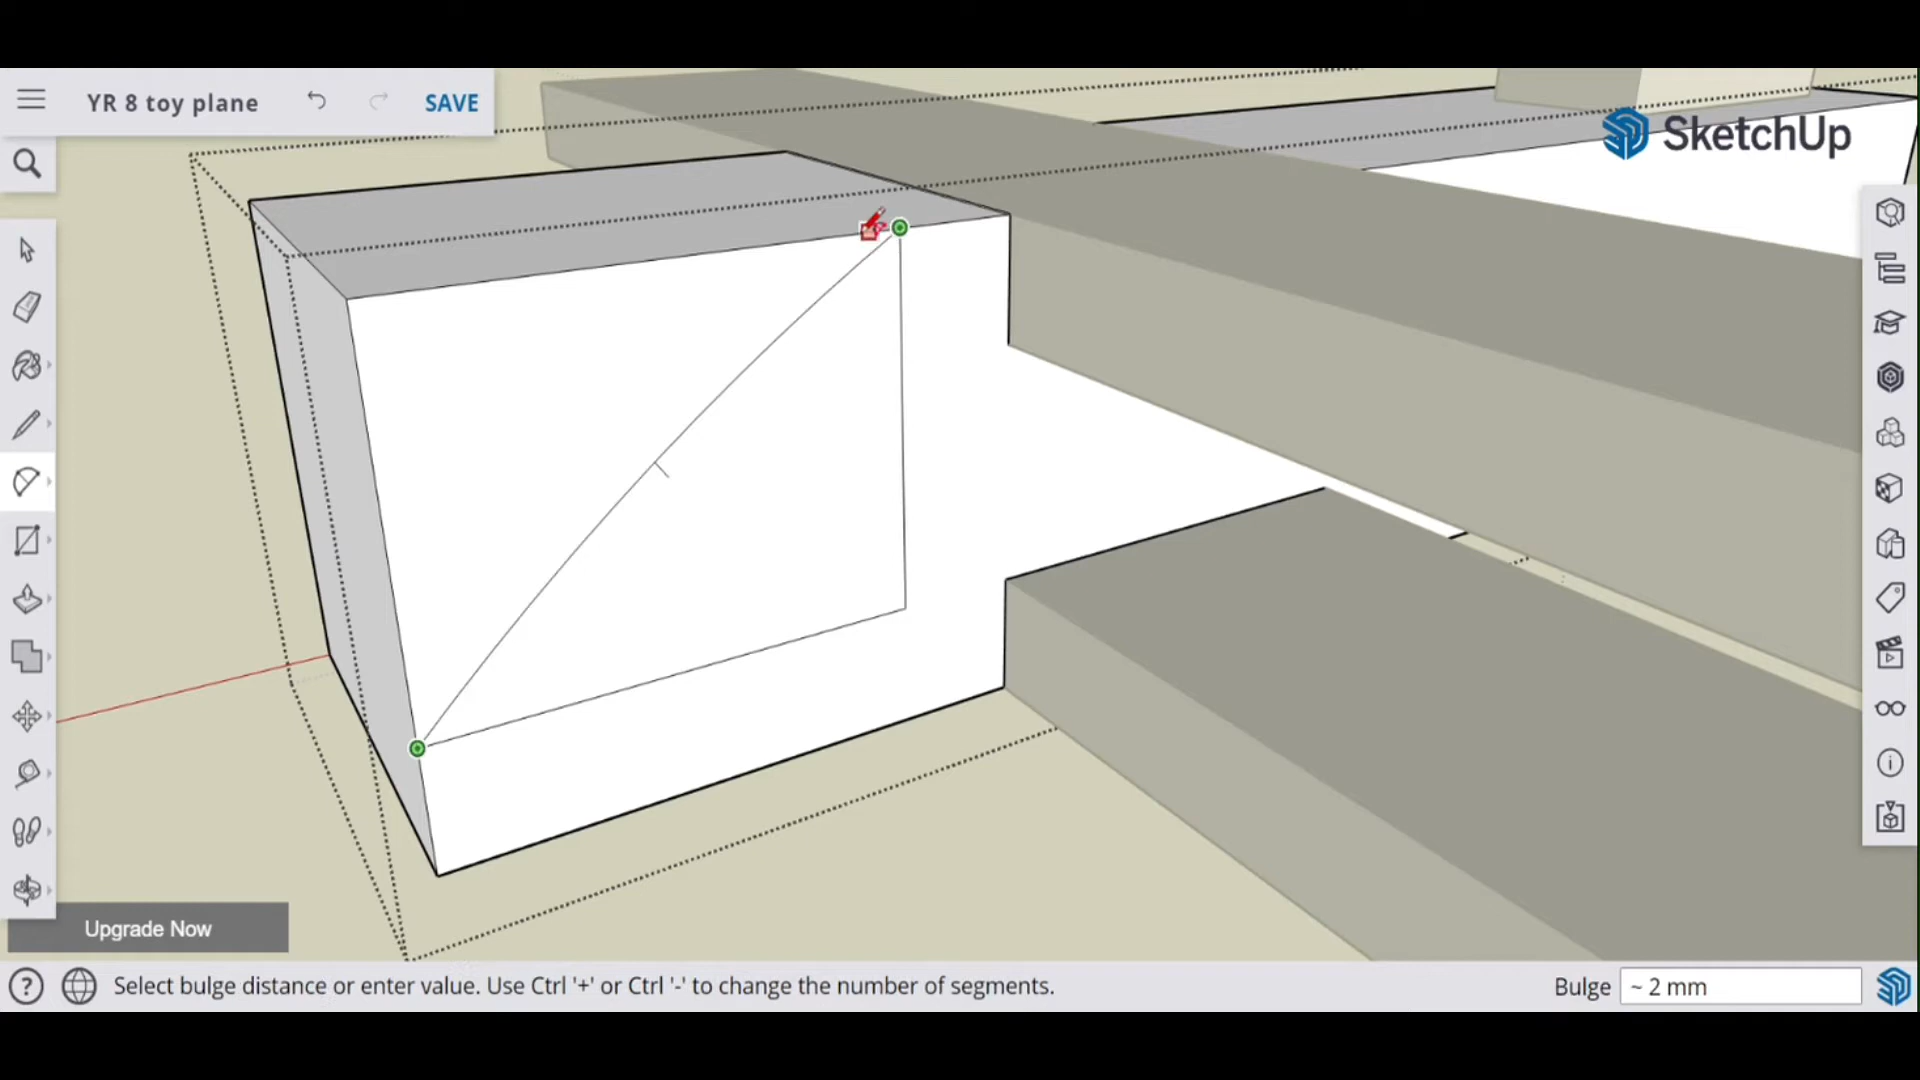 YR 8 toy plane
SAVE
SketchUp
Upgrade Now
? Select bulge distance or enter value. Use Ctrl '+' or Ctrl '-' to change the number of segments.
Bulge ~ 2 mm